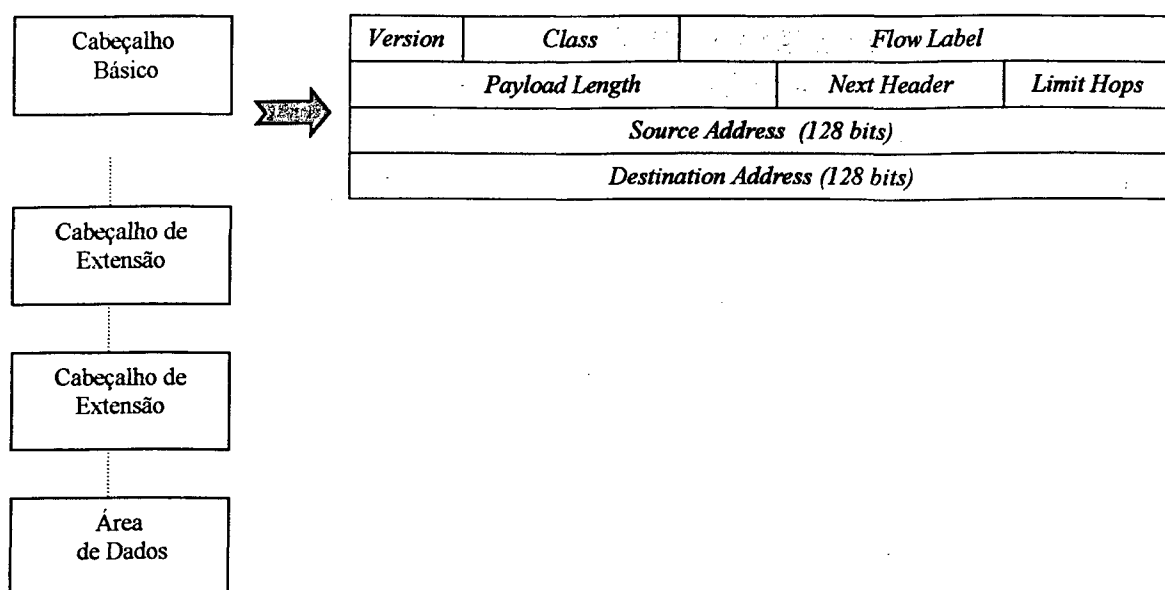 Cabeçalho
Básico
Version Class Flow Label
Payload Length Next Header Limit Hops
Source Address (128 bits)
Destination Address (128 bits)
Cabeçalho de
Extensão
Cabeçalho de
Extensão
Área
de Dados